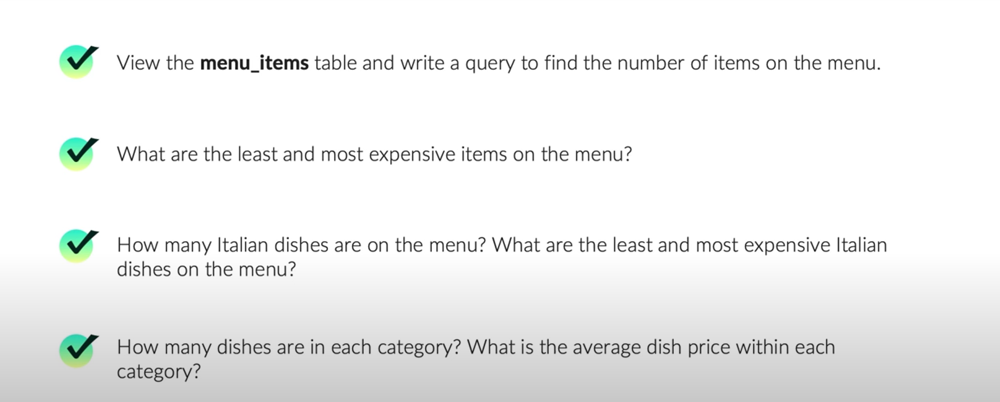 View the menu_items table and write a query to find the number of items on the menu.
What are the least and most expensive items on the menu?
How many Italian dishes are on the menu? What are the least and most expensive Italian
dishes on the menu?
How many dishes are in each category? What is the average dish price within each
category?